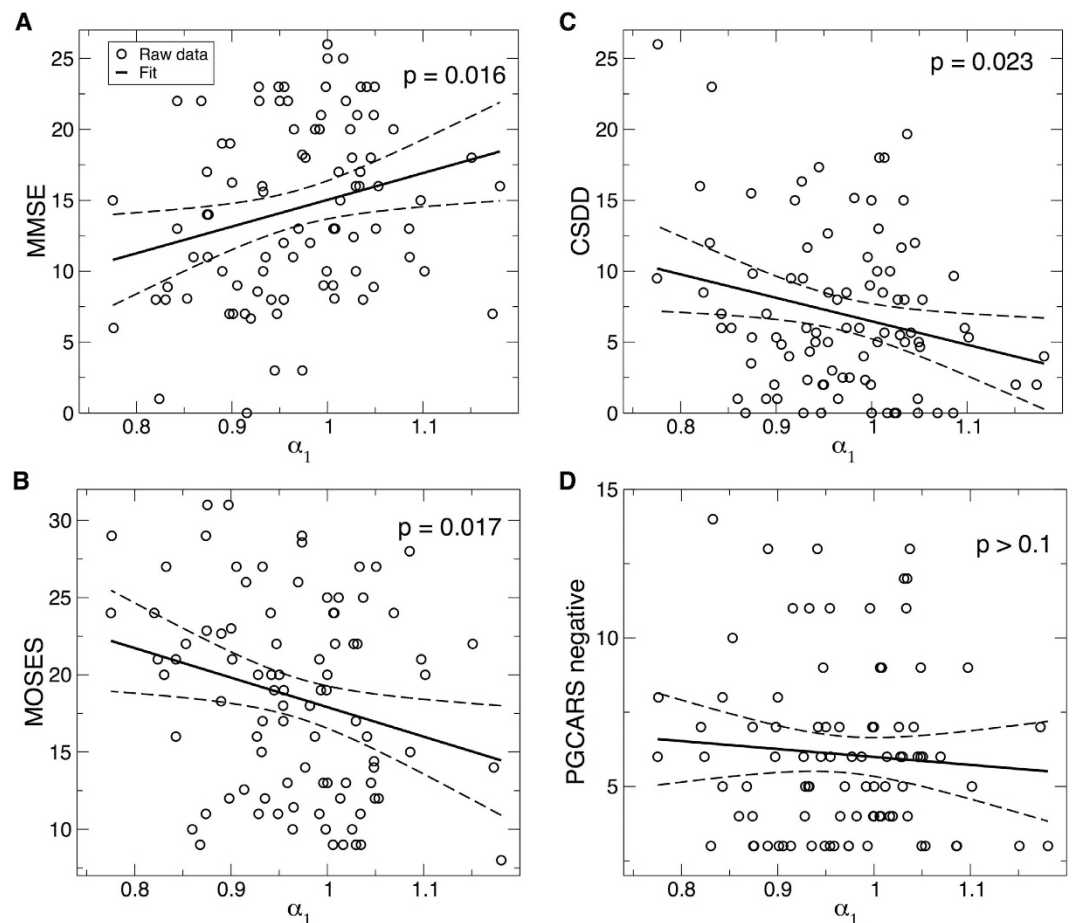 A
MMSE
25
20
15
10
5
0
Raw data
Fit
p = 0.016
0.8 0.9 1 1.1
α1
C
CSDD
25
20
15
10
5
0
p = 0.023
0.8 0.9 1 1.1
α1
B
MOSES
30
25
20
15
10
p = 0.017
0.8 0.9 1 1.1
α1
D
PGCARS negative
15
10
5
p > 0.1
0.8 0.9 1 1.1
α1